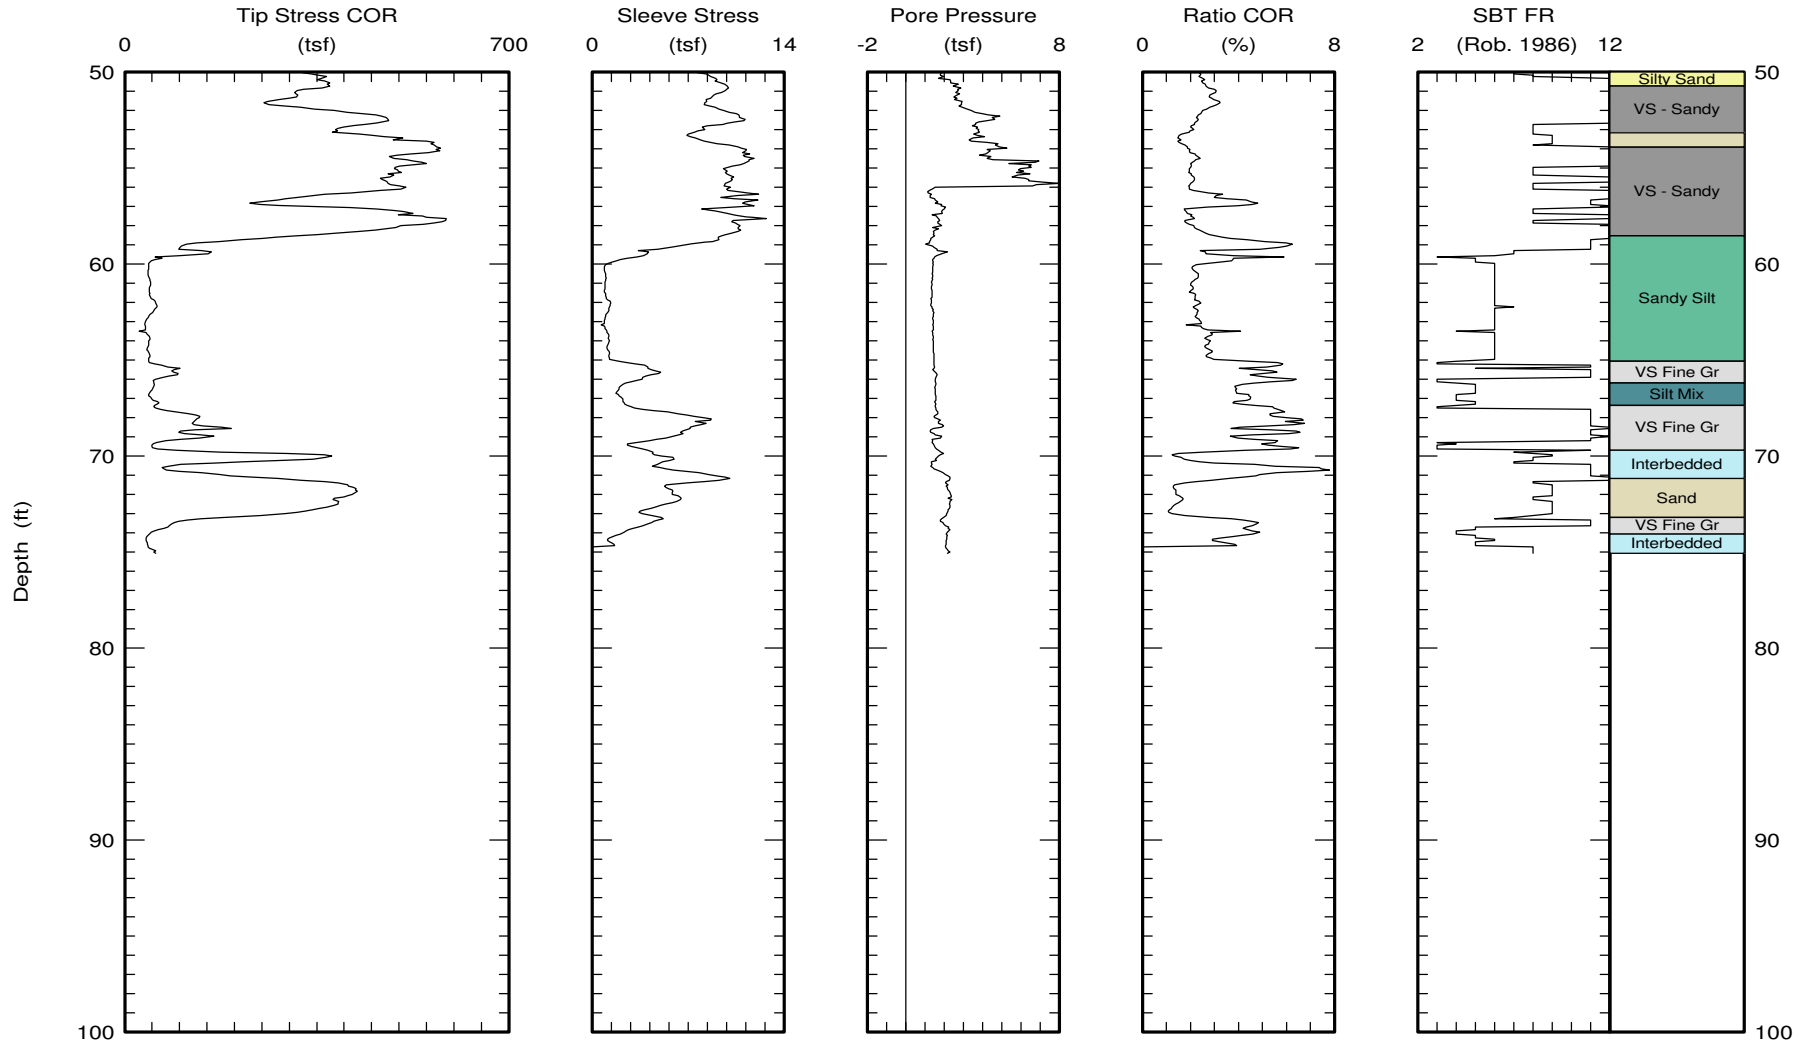 Tip Stress COR Sleeve Stress Pore Pressure Ratio COR SBT FR
0 (tsf) 700 0 (tsf) 14 -2 (tsf) 8 0 (%) 8 2 (Rob. 1986) 12
50 50
Silty Sand
VS - Sandy
VS - Sandy
60 60
Sandy Silt
VS Fine Gr
Silt Mix
VS Fine Gr
70 70
Interbedded
Sand
VS Fine Gr
Interbedded
Depth (ft)
80 80
90 90
100 100